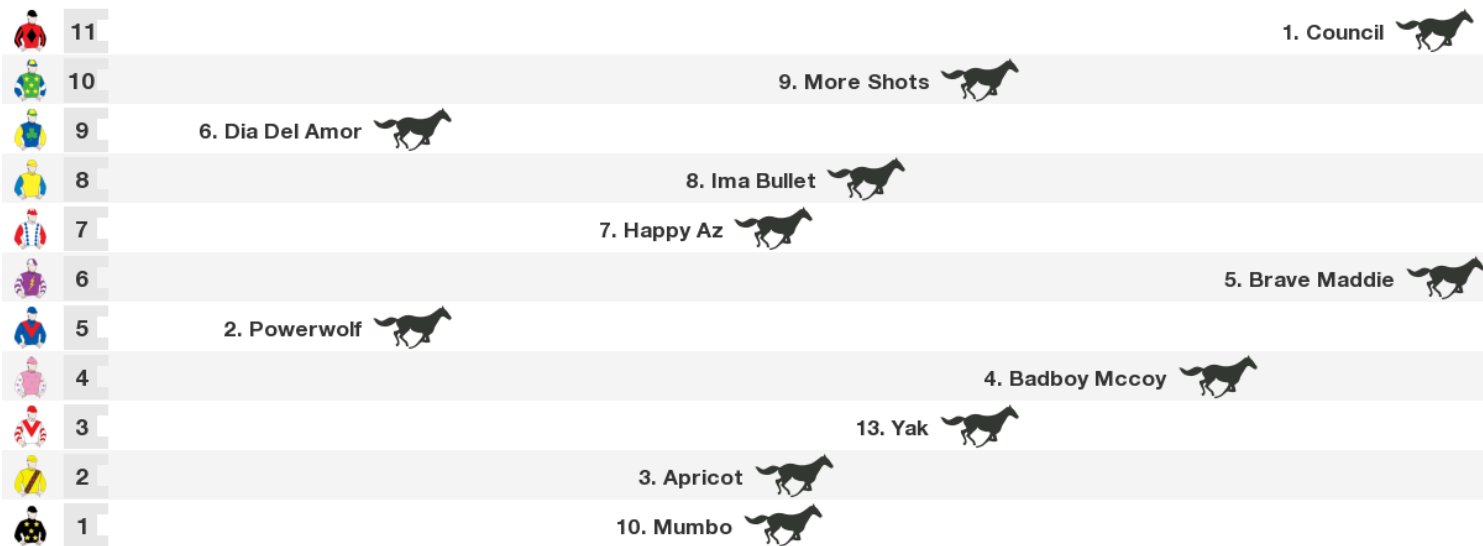 11 1. Council
10 9. More Shots
9 6. Dia Del Amor
8 8. Ima Bullet
7 7. Happy Az
6 5. Brave Maddie
5 2. Powerwolf
4 4. Badboy Mccoy
3 13. Yak
2 3. Apricot
1 10. Mumbo